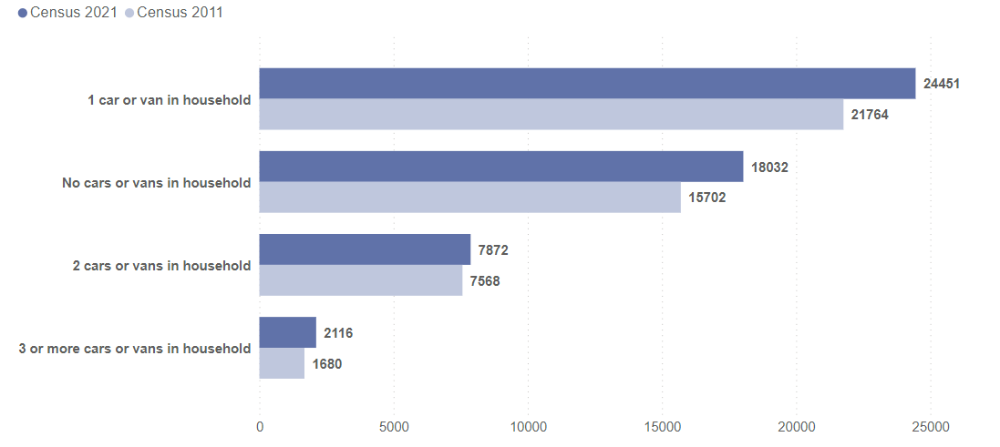 Census 2021 Census 2011
1 car or van in household
24451
21764
No cars or vans in household
18032
15702
2 cars or vans in household
7872
7568
3 or more cars or vans in household
2116
1680
0 5000 10000 15000 20000 25000